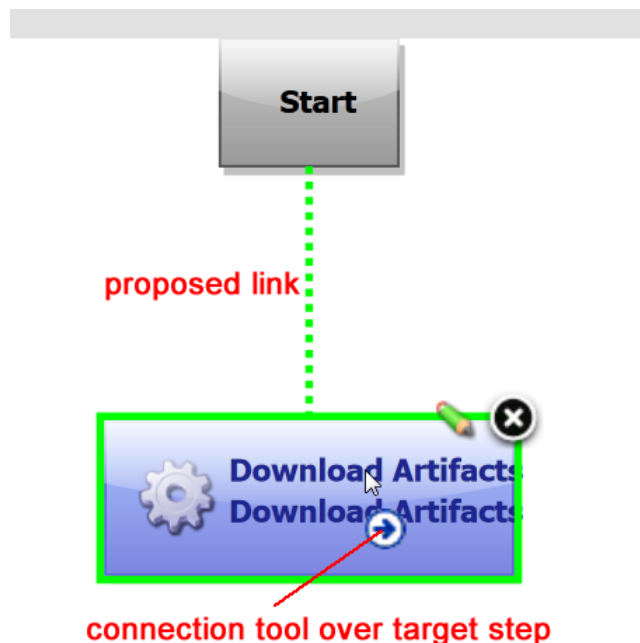 Start
proposed link
Download Artifacts
Download Artifacts
connection tool over target step